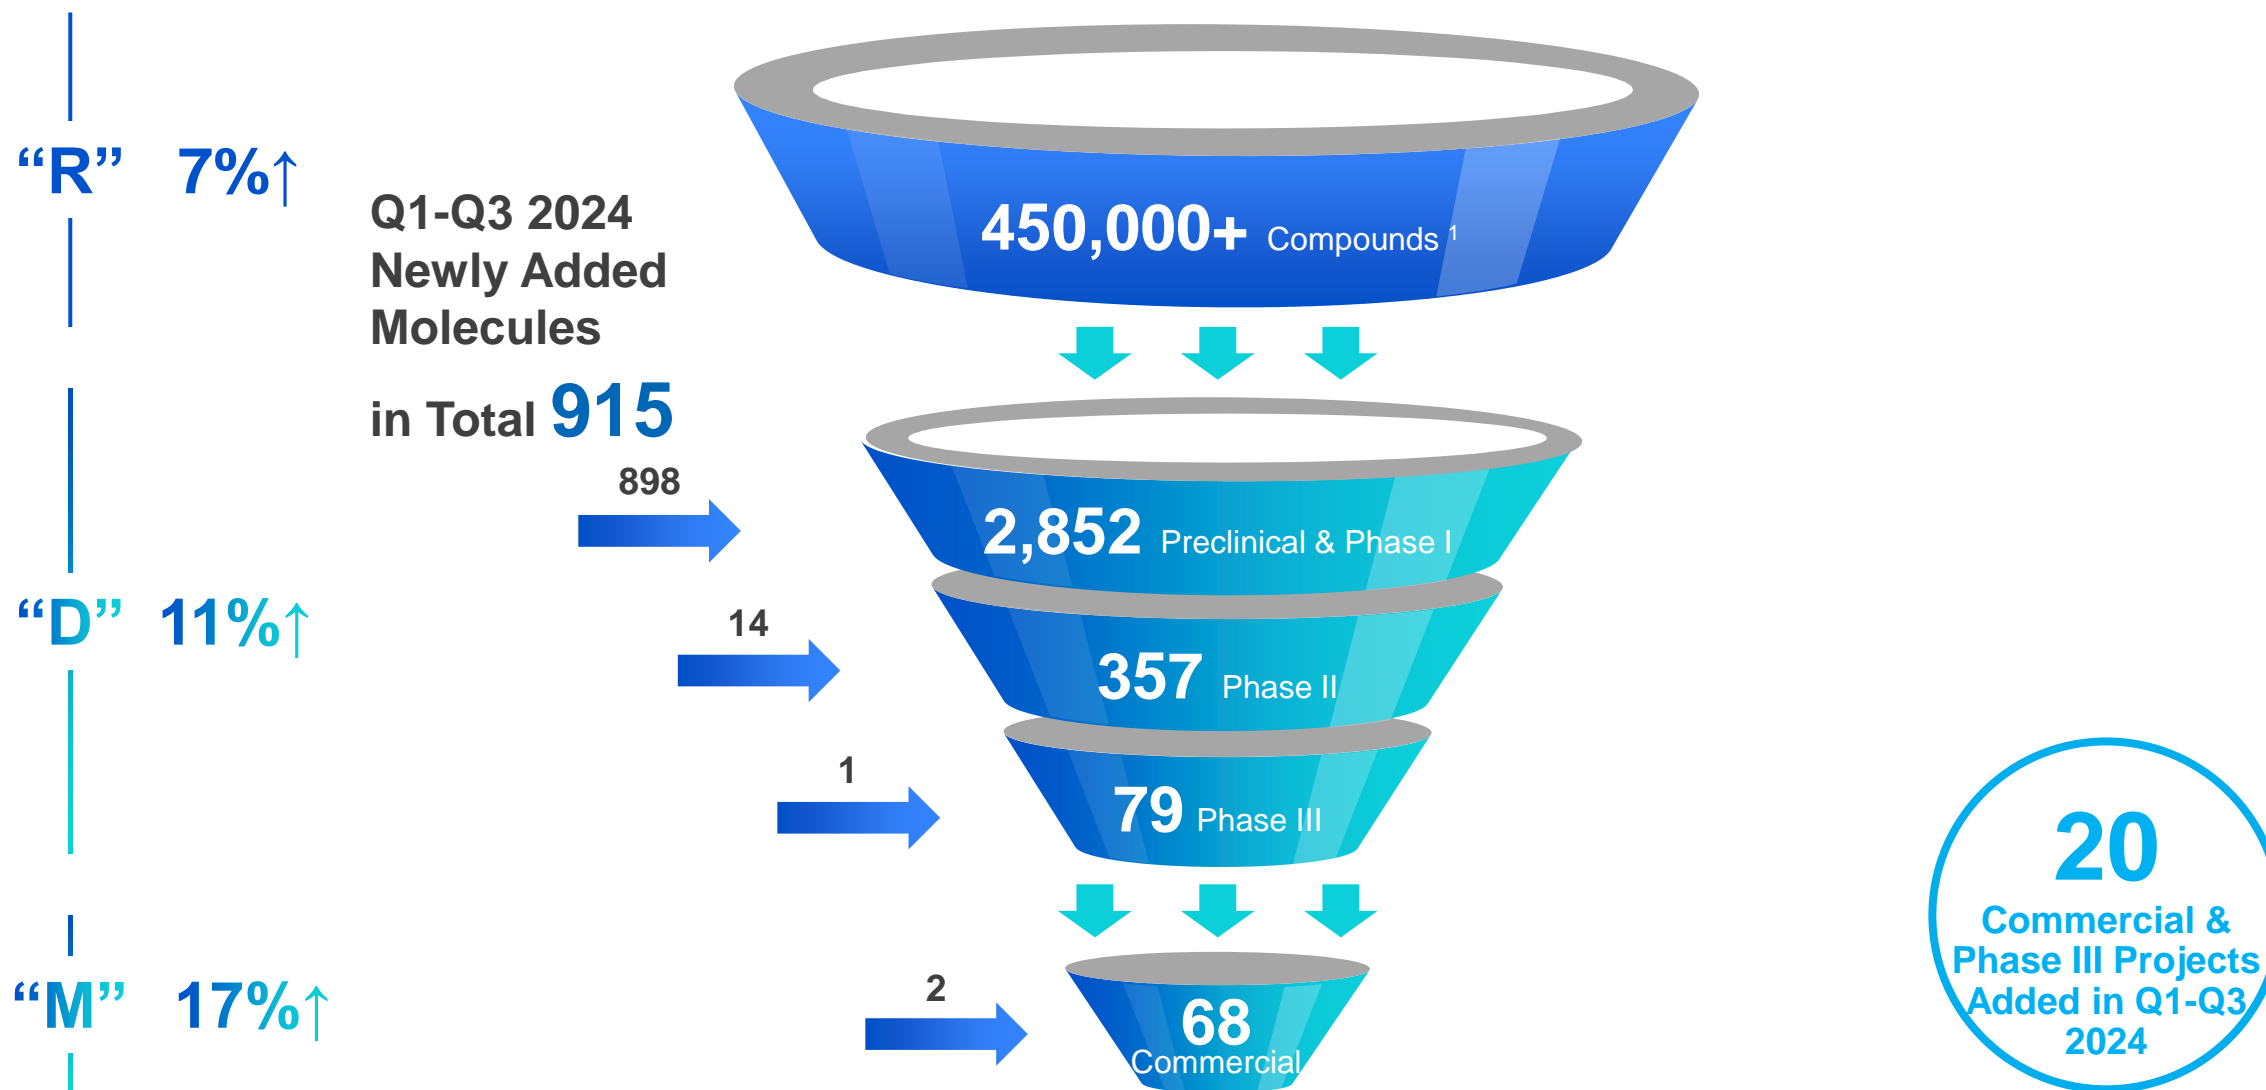 “R” 7%↑
Q1-Q3 2024
Newly Added
Molecules
in Total 915
450,000+ Compounds 1
898
2,852 Preclinical & Phase I
“D” 11%↑
14
357 Phase II
1
79 Phase III
“M” 17%↑
2
68
Commercial
20
Commercial &
Phase III Projects
Added in Q1-Q3
2024